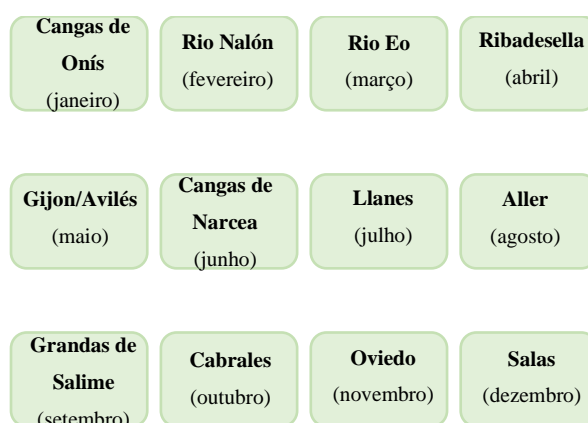 Cangas de
Onís
(janeiro)
Rio Nalón
(fevereiro)
Rio Eo
(março)
Ribadesella
(abril)
Gijon/Avilés
(maio)
Cangas de
Narcea
(junho)
Llanes
(julho)
Aller
(agosto)
Grandas de
Salime
(setembro)
Cabrales
(outubro)
Oviedo
(novembro)
Salas
(dezembro)